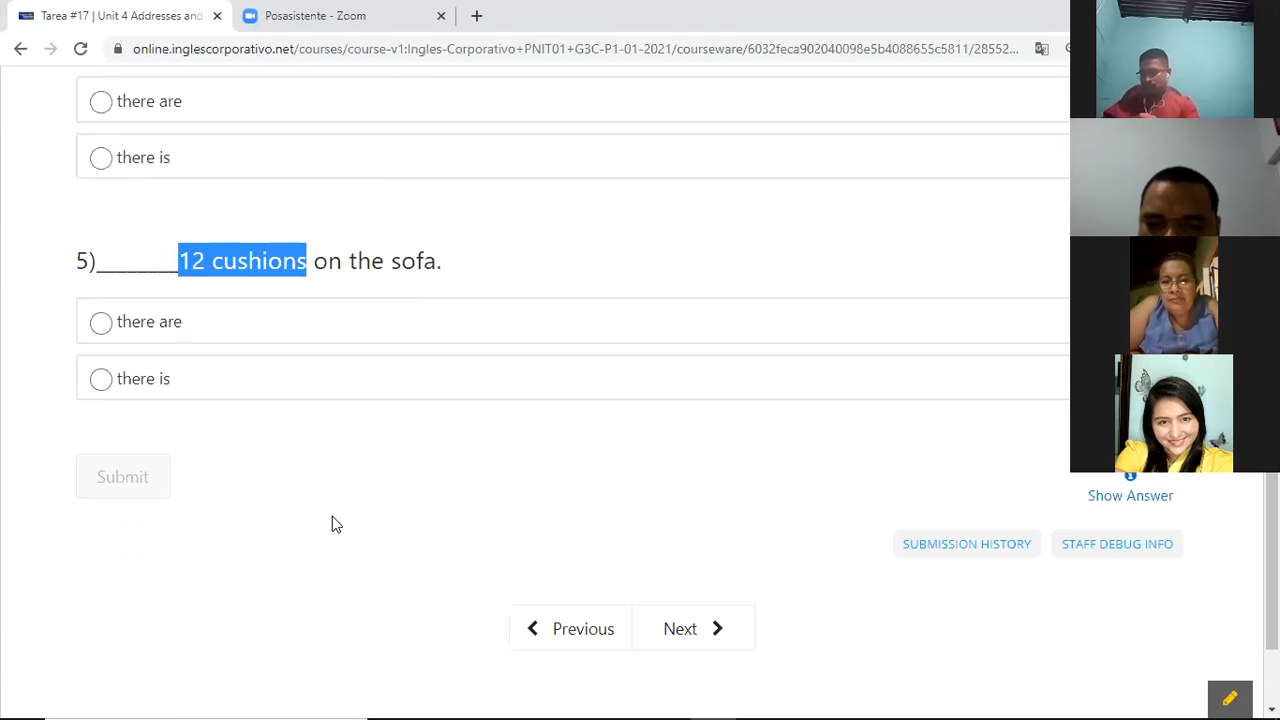 Tarea #17 | Unit 4 Addresses and
Posasistente - Zoom
online.inglescorporativo.net/courses/course-v1:Ingles-Corporativo+PNIT01+G3C-P1-01-2021/courseware/0032feca902040098e5b4088655c5811/28552...
there are
there is
5)________12 cushions on the sofa.
there are
there is
Submit
Show Answer
SUBMISSION HISTORY
STAFF DEBUG INFO
Previous
Next